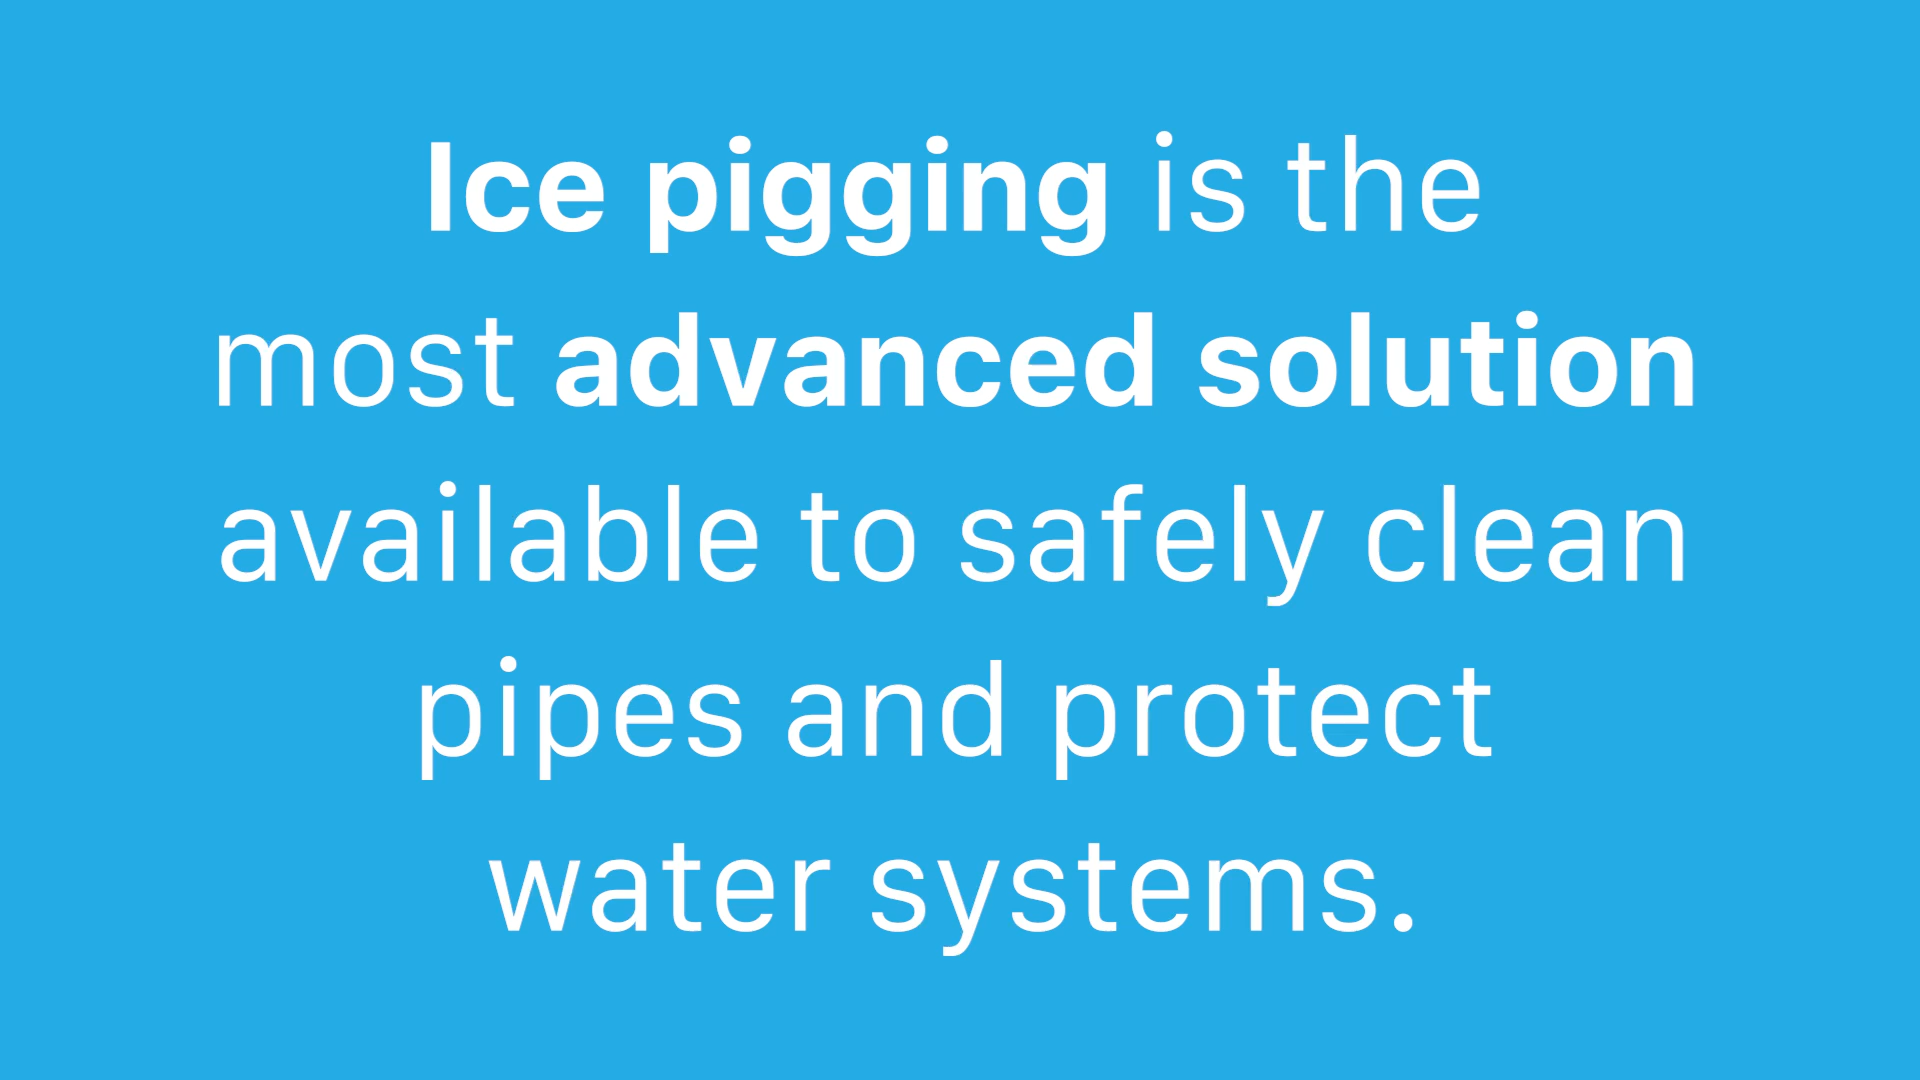 Ice pigging is the
most advanced solution
available to safely clean
pipes and protect
water systems.